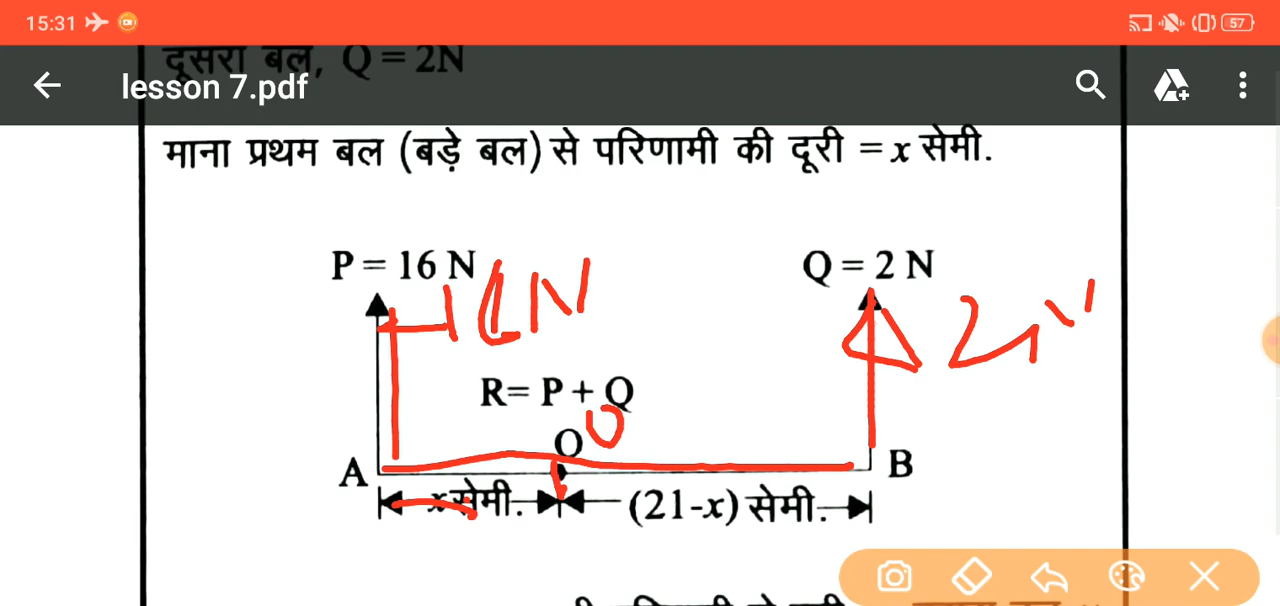 15:31
57
दूसरा बल, Q = 2N
lesson 7.pdf
माना प्रथम बल (बड़े बल) से परिणामी की दूरी = x सेमी.
P = 16 N
Q = 2 N
R= P + Q
O
A
B
x सेमी.
(21-x) सेमी.